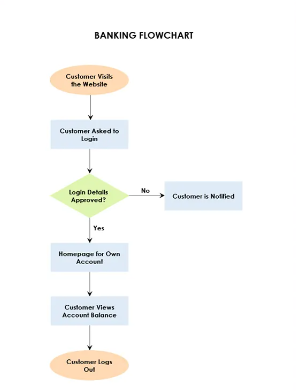 BANKING FLOWCHART
Customer Visits
the Website
Customer Asked to
Login
Login Details
Approved?
No
Customer is Notified
Yes
Homepage for Own
Account
Customer Views
Account Balance
Customer Logs
Out